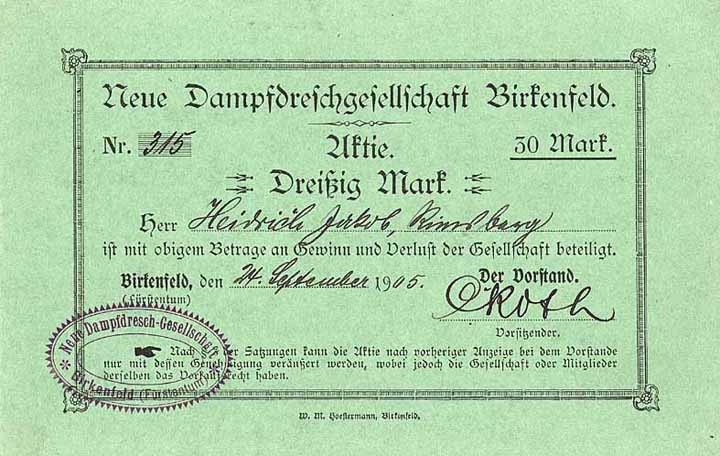 Neue Dampfdreschgesellschaft Birkenfeld.
Nr. 315
Aktie.
30 Mark.
Dreißig Mark.
Herr Heidrich Jakob, Rimsberg
ist mit obigem Betrage an Gewinn und Verlust der Gesellschaft beteiligt.
Birkenfeld, den 24. September 1905.
(Fürstentum)
Der Vorstand.
C Roth
Vorsitzender.
Neue Dampfdresch-Gesellschaft
Birkenfeld (Fürstentum)
Nach der Satzungen kann die Aktie nach vorheriger Anzeige bei dem Vorstande
nur mit dessen Genehmigung veräußert werden, wobei jedoch die Gesellschaft oder Mitglieder
derselben das Vorkaufsrecht haben.
W. M. Hoestermann, Birkenfeld.